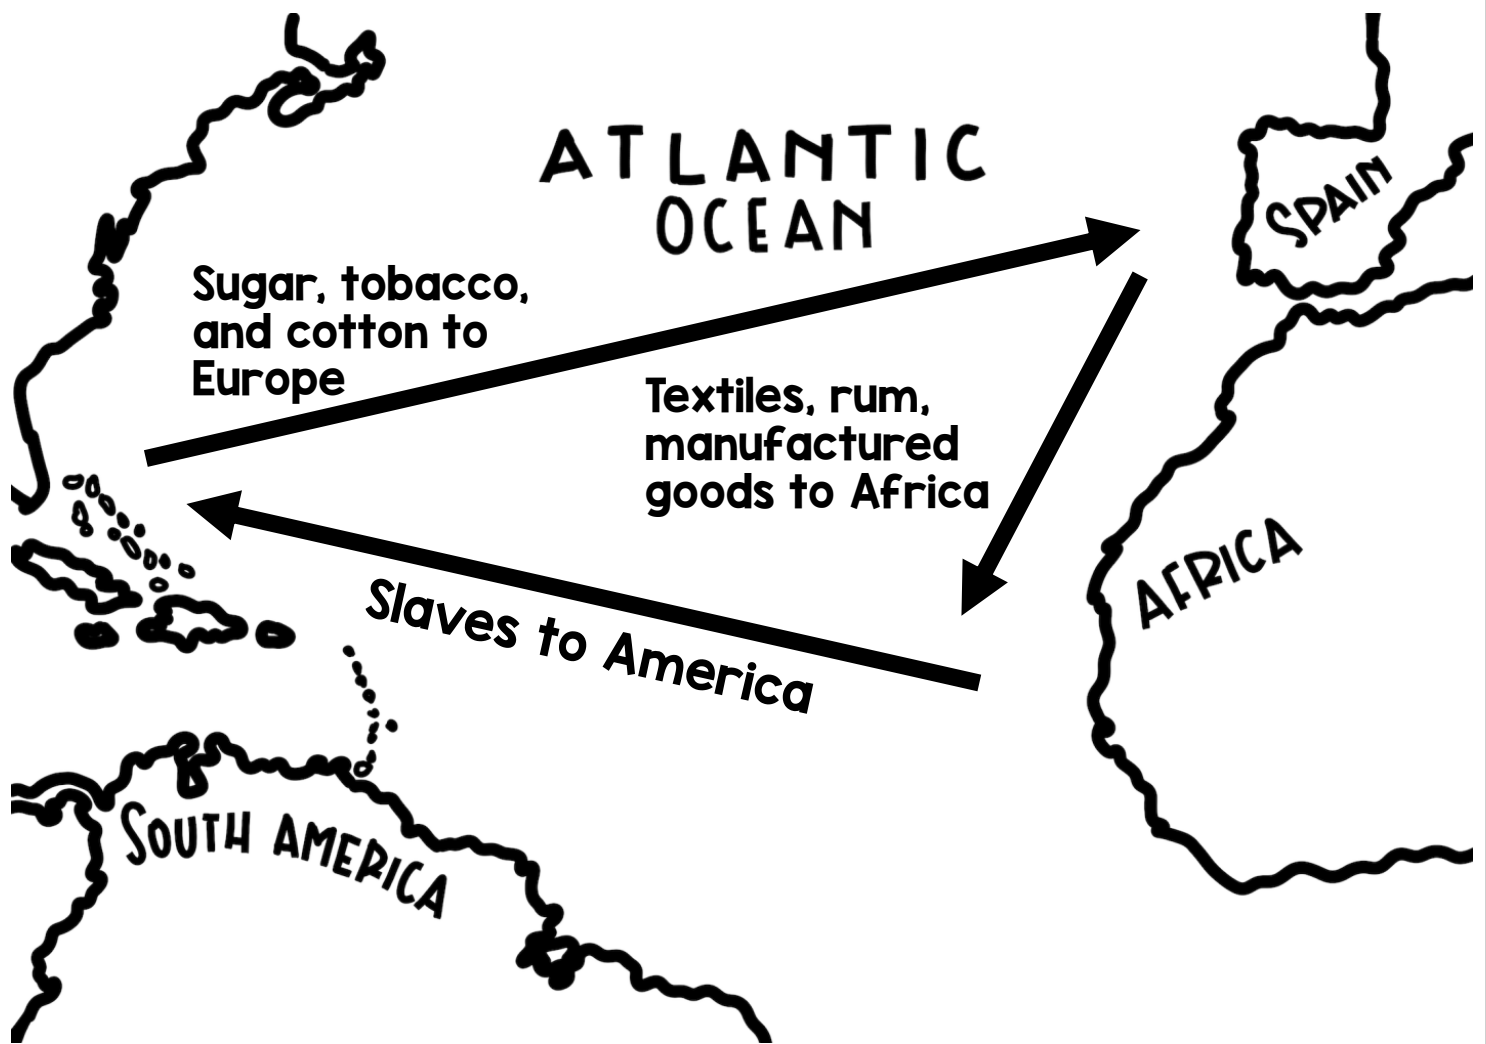 ATLANTIC
OCEAN
SPAIN
Sugar, tobacco,
and cotton to
Europe
Textiles, rum,
manufactured
goods to Africa
AFRICA
Slaves to America
SOUTH AMERICA